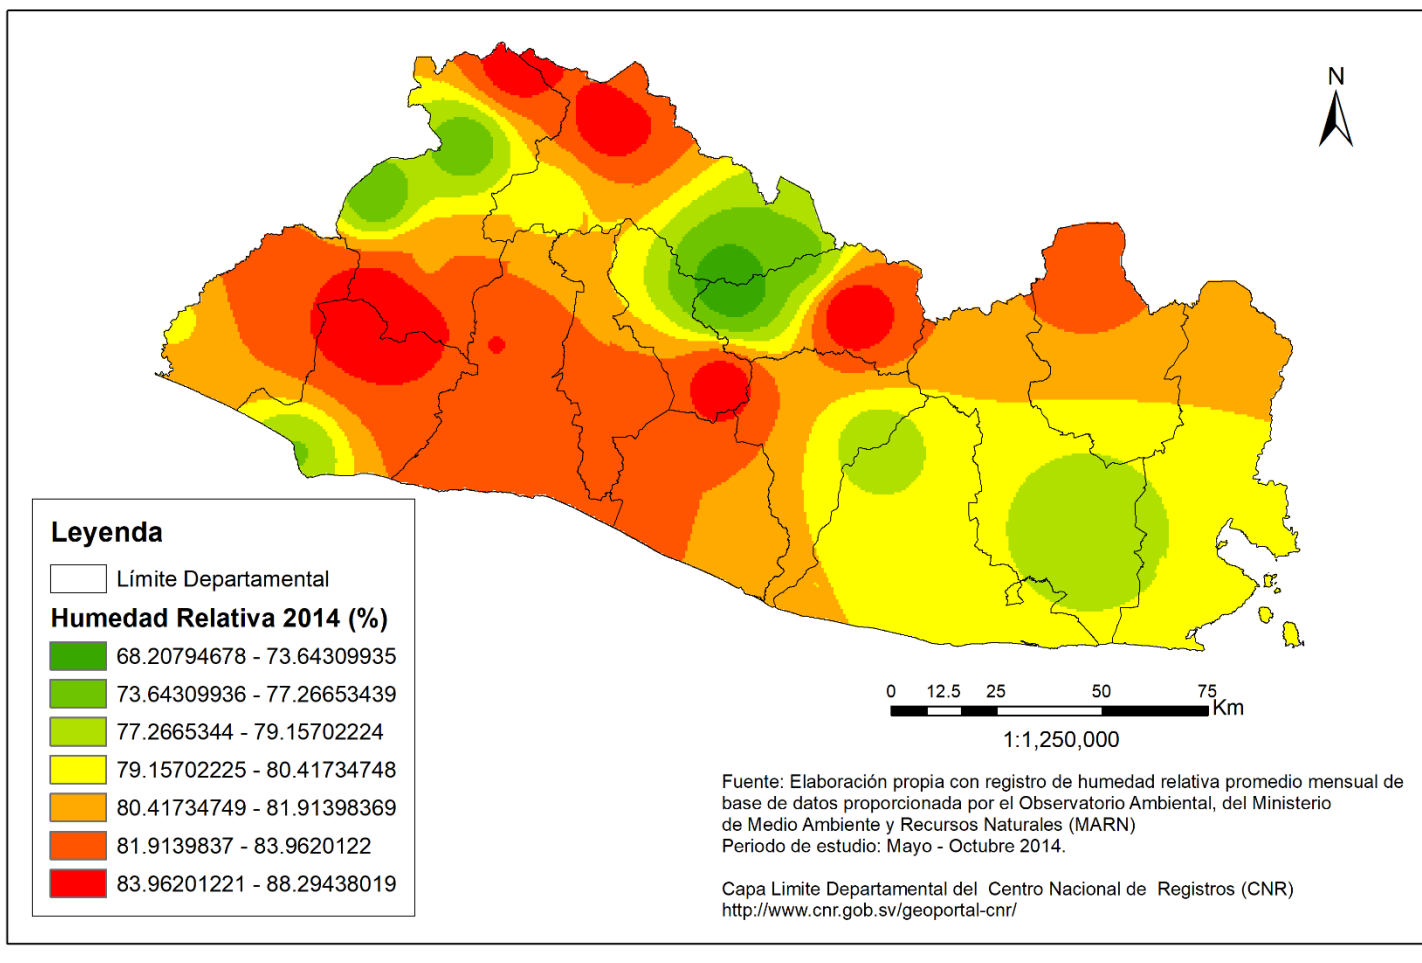 N
Leyenda
Límite Departamental
Humedad Relativa 2014 (%)
68.20794678 - 73.64309935
73.64309936 - 77.26653439
77.2665344 - 79.15702224
79.15702225 - 80.41734748
80.41734749 - 81.91398369
81.9139837 - 83.9620122
83.96201221 - 88.29438019
0 12.5 25 50 75
Km
1:1,250,000
Fuente: Elaboración propia con registro de humedad relativa promedio mensual de
base de datos proporcionada por el Observatorio Ambiental, del Ministerio
de Medio Ambiente y Recursos Naturales (MARN)
Periodo de estudio: Mayo - Octubre 2014.
Capa Limite Departamental del Centro Nacional de Registros (CNR)
http://www.cnr.gob.sv/geoportal-cnr/